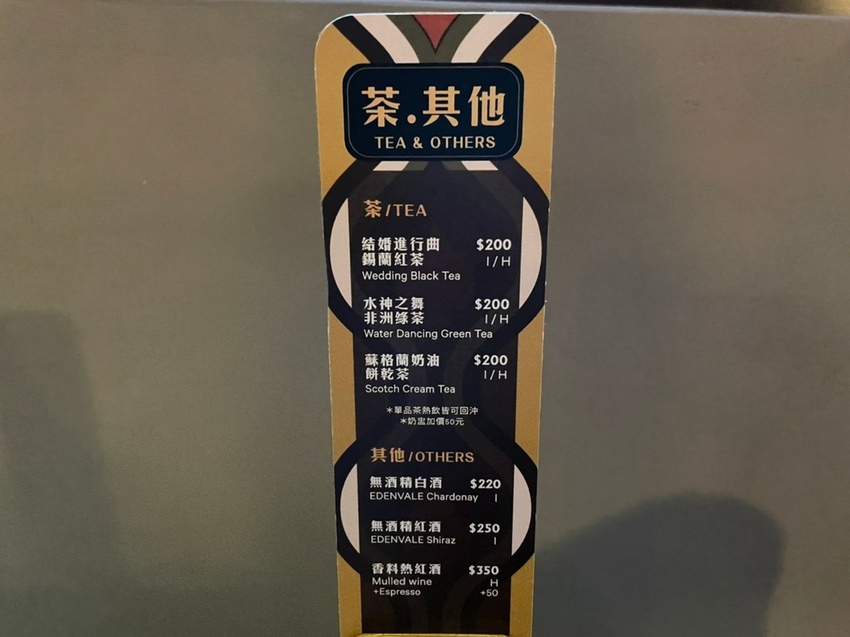 茶.其他
TEA & OTHERS
茶/TEA
結婚進行曲 $200
錫蘭紅茶 I/H
Wedding Black Tea
水神之舞 $200
非洲綠茶 I/H
Water Dancing Green Tea
蘇格蘭奶油 $200
餅乾茶 I/H
Scotch Cream Tea
*單品茶熱飲皆可回沖
*奶盅加價50元
其他/OTHERS
無酒精白酒 $220
EDENVALE Chardonay I
無酒精紅酒 $250
EDENVALE Shiraz I
香料熱紅酒 $350
Mulled wine H
+Espresso +50